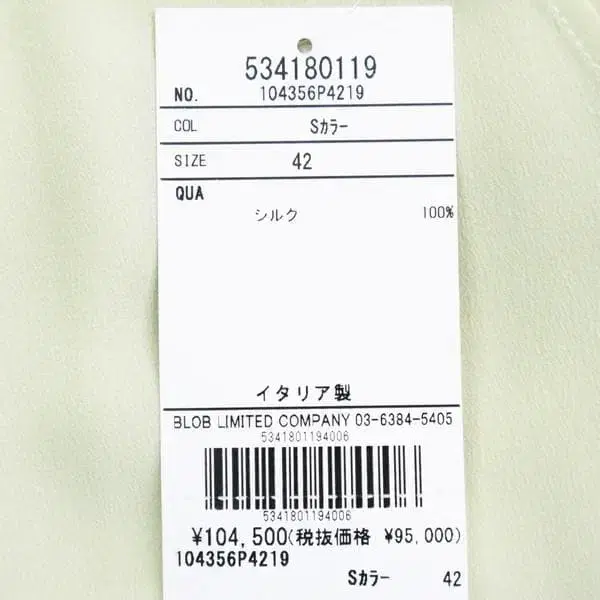 534180119
NO. 104356P4219
COL Sカラー
SIZE 42
QUA
シルク 100%
イタリア製
BLOB LIMITED COMPANY 03-6384-5405
5341801194006
5341801194006
¥104,500(税抜価格 ¥95,000)
104356P4219
Sカラー 42